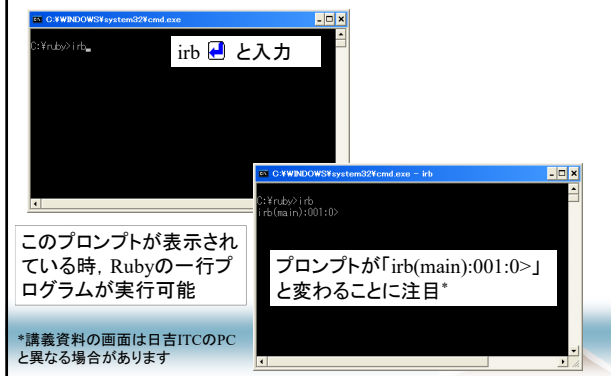 C:¥WINDOWS¥system32¥cmd.exe
C:¥ruby>irb_
irb と入力
C:¥WINDOWS¥system32¥cmd.exe - irb
C:¥ruby>irb
irb(main):001:0>
このプロンプトが表示され
ている時，Rubyの一行プ
ログラムが実行可能
プロンプトが「irb(main):001:0>」
と変わることに注目*
*講義資料の画面は日吉ITCのPC
と異なる場合があります